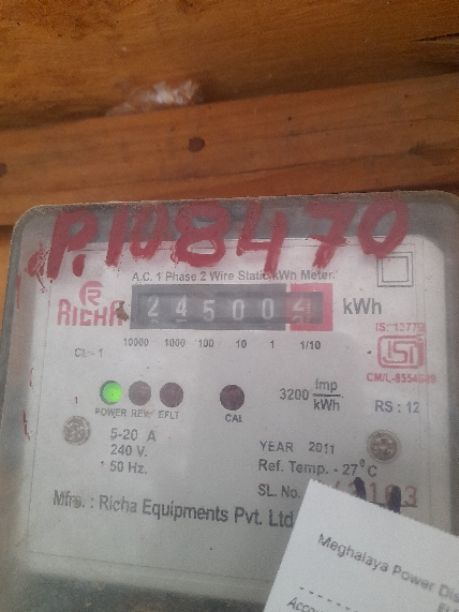 P.108470
A.C. 1 Phase 2 Wire Static kWh Meter.
R
RICHA
24500
kWh
10000 1000 100 10 1 1/10
CL-1
ISI
POWER REV. EFLT CAL
3200 imp/kWh
RS : 12
5-20 A
240 V.
50 Hz.
YEAR 2011
Ref. Temp. - 27°C
SL. No.
Mfrs. : Richa Equipments Pvt. Ltd
Meghalaya Power